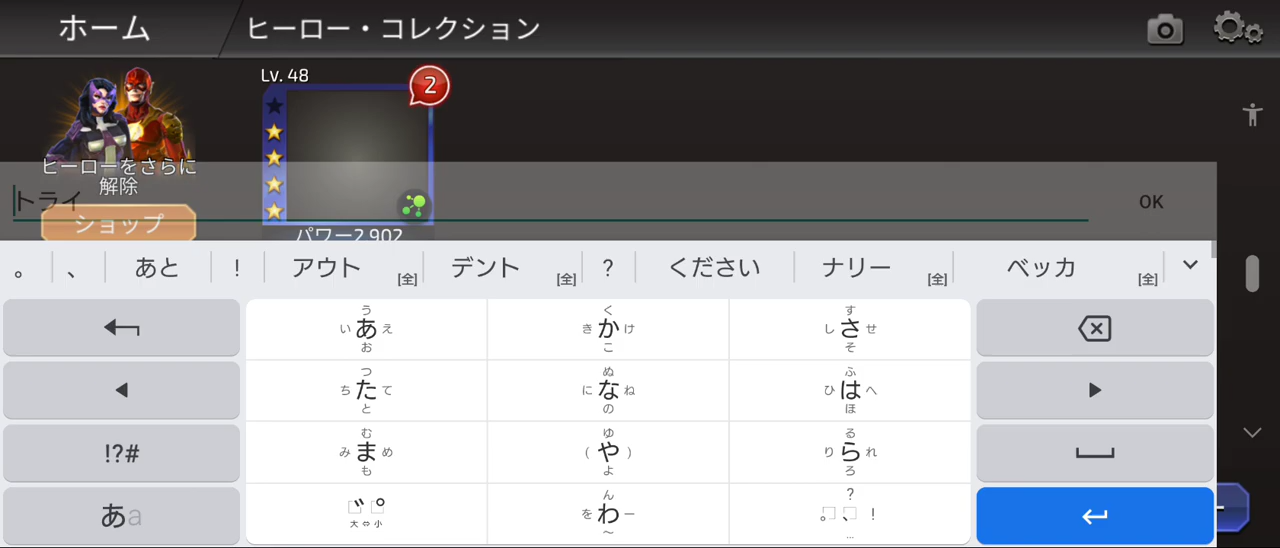 ホーム
ヒーロー・コレクション
Lv. 48
2
ヒーローをさらに
解除
トライ
ショップ
OK
パワー2,902
。 、 あと ! アウト [全] デント [全] ? ください ナリー [全] ベッカ [全]
う
い あ え
お
く
き か け
こ
す
し さ せ
そ
つ
ち た て
と
ぬ
に な ね
の
ふ
ひ は へ
ほ
!?#
む
み ま め
も
ゆ
( や )
よ
る
り ら れ
ろ
あa
゛ ゜
大⇔小
ん
を わ ー
～
?
。 、 !
…